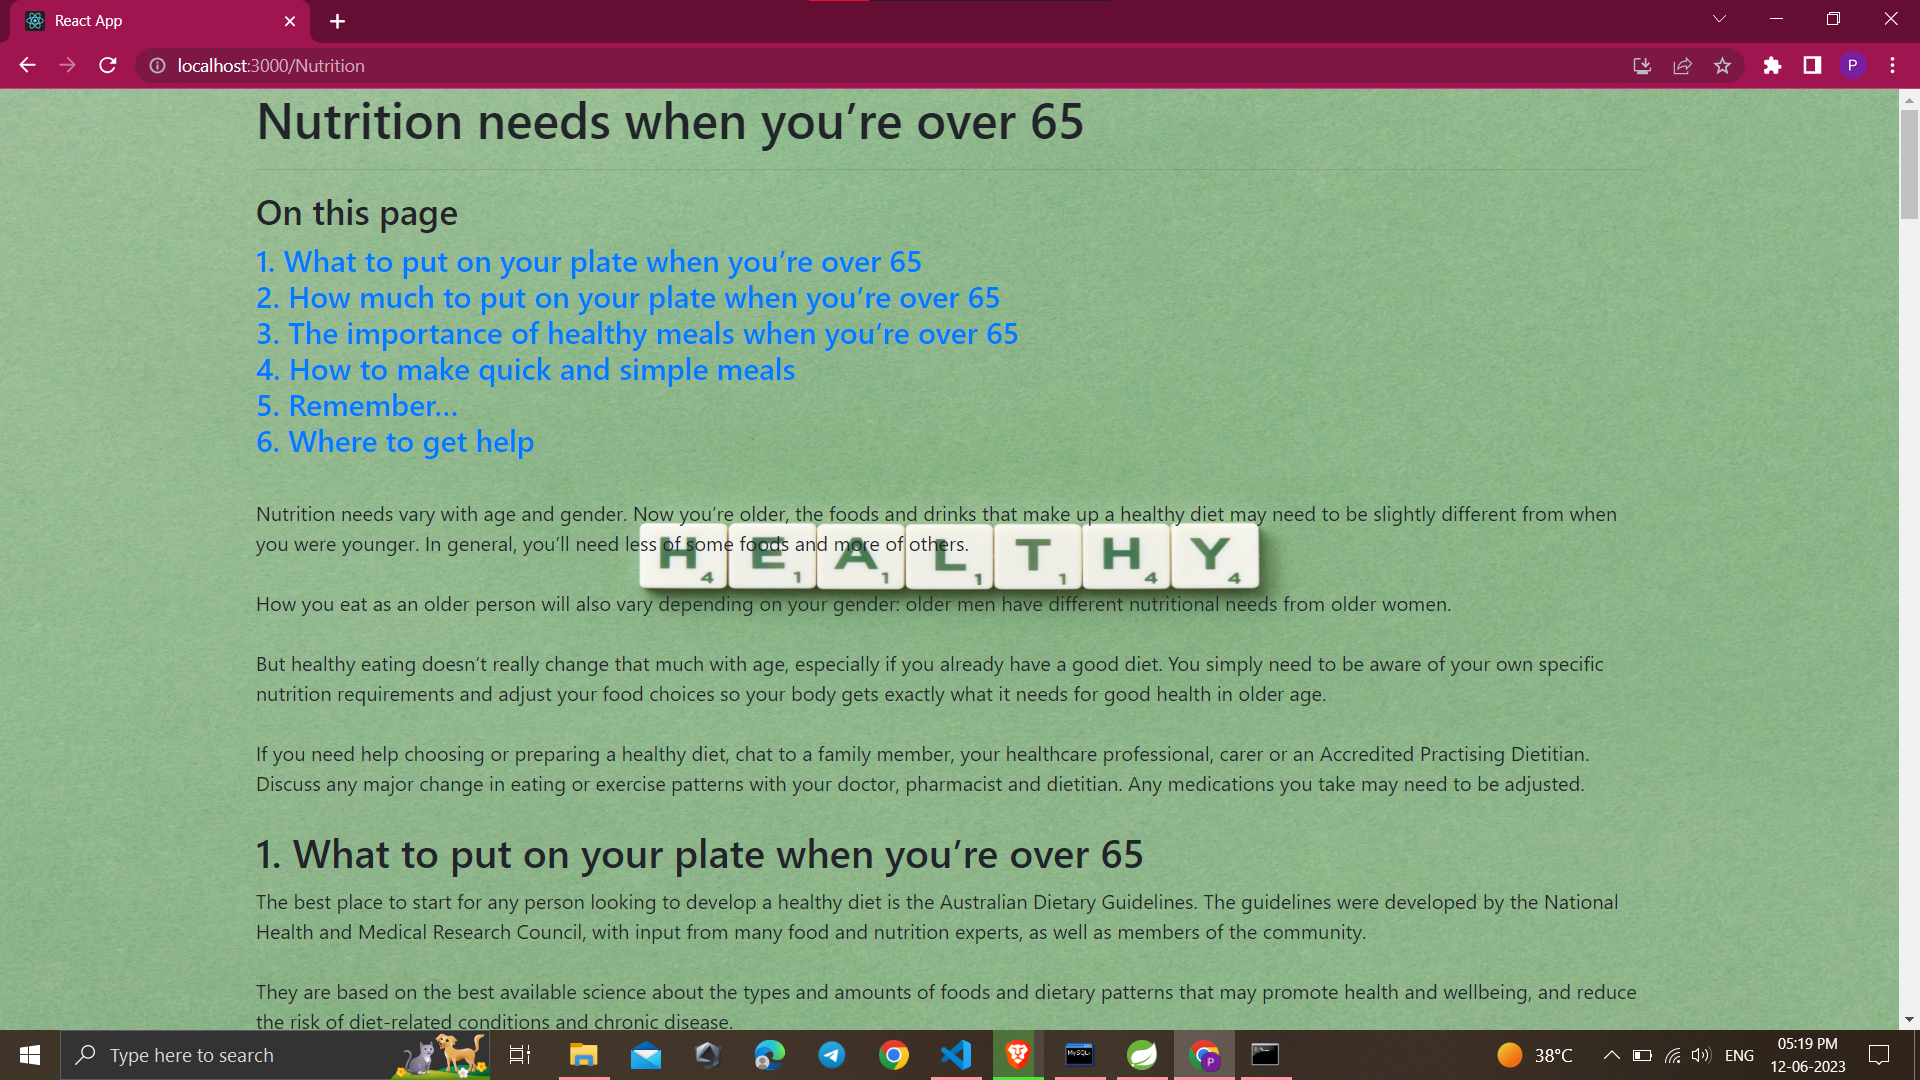 React App
localhost:3000/Nutrition
P
Nutrition needs when you’re over 65
On this page
1. What to put on your plate when you’re over 65
2. How much to put on your plate when you’re over 65
3. The importance of healthy meals when you’re over 65
4. How to make quick and simple meals
5. Remember...
6. Where to get help
Nutrition needs vary with age and gender. Now you’re older, the foods and drinks that make up a healthy diet may need to be slightly different from when
you were younger. In general, you’ll need less of some foods and more of others.
H4 E1 A1 L1 T1 H4 Y4
How you eat as an older person will also vary depending on your gender: older men have different nutritional needs from older women.
But healthy eating doesn’t really change that much with age, especially if you already have a good diet. You simply need to be aware of your own specific
nutrition requirements and adjust your food choices so your body gets exactly what it needs for good health in older age.
If you need help choosing or preparing a healthy diet, chat to a family member, your healthcare professional, carer or an Accredited Practising Dietitian.
Discuss any major change in eating or exercise patterns with your doctor, pharmacist and dietitian. Any medications you take may need to be adjusted.
1. What to put on your plate when you’re over 65
The best place to start for any person looking to develop a healthy diet is the Australian Dietary Guidelines. The guidelines were developed by the National
Health and Medical Research Council, with input from many food and nutrition experts, as well as members of the community.
They are based on the best available science about the types and amounts of foods and dietary patterns that may promote health and wellbeing, and reduce
the risk of diet-related conditions and chronic disease.
Type here to search
MySQL
P
38°C
ENG
05:19 PM
12-06-2023